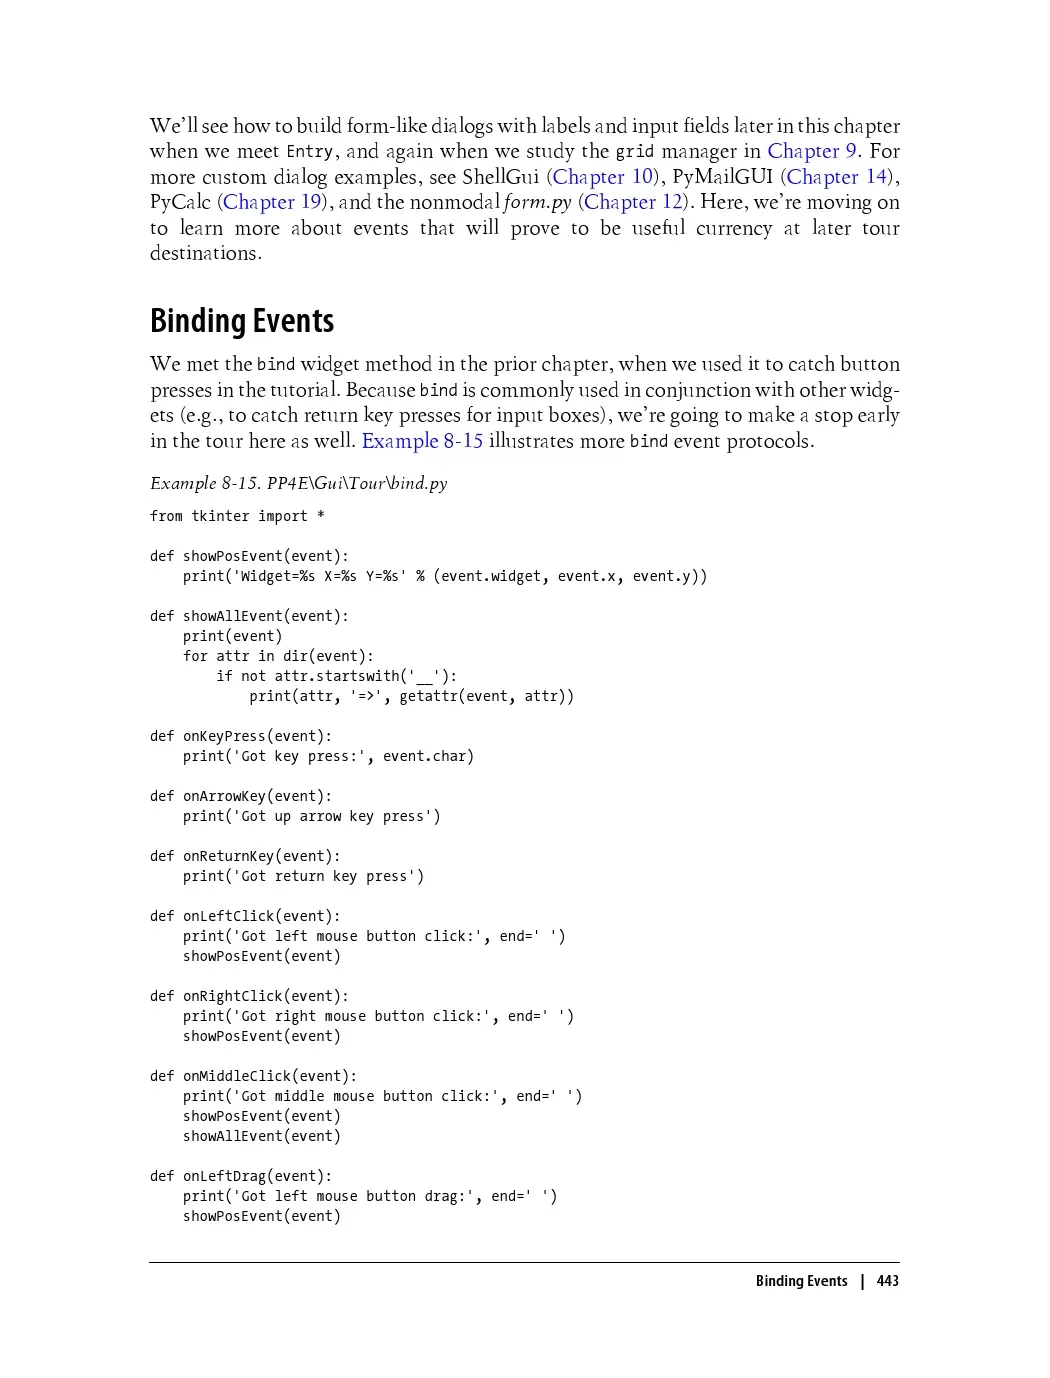 We'll see how to build form-like dialogs with labels and input fields later in this chapter
when we meet Entry, and again when we study the grid manager in Chapter 9. For
more custom dialog examples, see ShellGui (Chapter 10), PyMailGUI (Chapter 14),
PyCalc (Chapter 19), and the nonmodal form.py (Chapter 12). Here, we're moving on
to learn more about events that will prove to be useful currency at later tour
destinations.
Binding Events
We met the bind widget method in the prior chapter, when we used it to catch button
presses in the tutorial. Because bind is commonly used in conjunction with other widg-
ets (e.g., to catch return key presses for input boxes), we're going to make a stop early
in the tour here as well. Example 8-15 illustrates more bind event protocols.
Example 8-15. PP4E\Gui\Tour\bind.py
from tkinter import *
def showPosEvent(event):
    print('Widget=%s X=%s Y=%s' % (event.widget, event.x, event.y))
def showAllEvent(event):
    print(event)
    for attr in dir(event):
        if not attr.startswith('__'):
            print(attr, '=>', getattr(event, attr))
def onKeyPress(event):
    print('Got key press:', event.char)
def onArrowKey(event):
    print('Got up arrow key press')
def onReturnKey(event):
    print('Got return key press')
def onLeftClick(event):
    print('Got left mouse button click:', end=' ')
    showPosEvent(event)
def onRightClick(event):
    print('Got right mouse button click:', end=' ')
    showPosEvent(event)
def onMiddleClick(event):
    print('Got middle mouse button click:', end=' ')
    showPosEvent(event)
    showAllEvent(event)
def onLeftDrag(event):
    print('Got left mouse button drag:', end=' ')
    showPosEvent(event)
Binding Events | 443